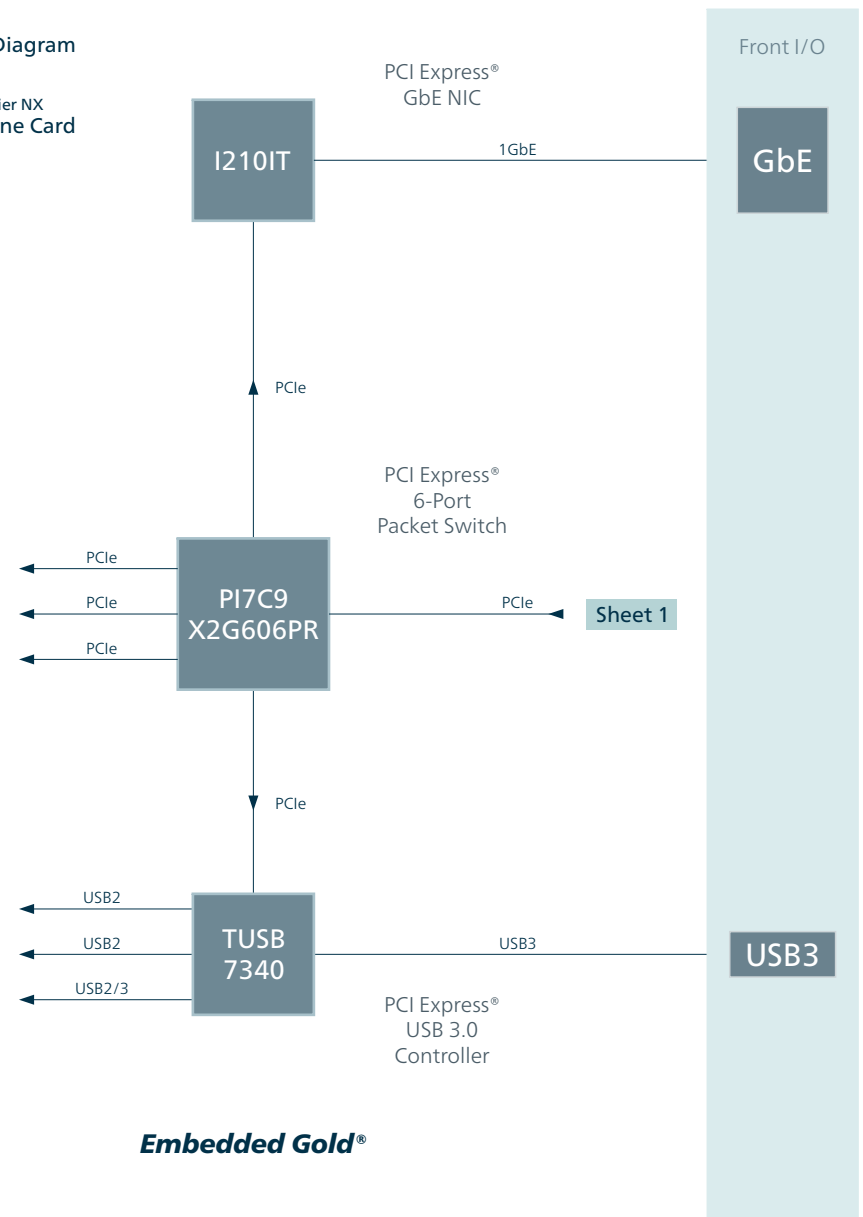 Diagram
Front I/O
PCI Express®
GbE NIC
ier NX
ne Card
I210IT
1GbE
GbE
PCIe
PCI Express®
6-Port
Packet Switch
PCIe
PCIe
PCIe
PI7C9
X2G606PR
PCIe
Sheet 1
PCIe
USB2
USB2
USB2/3
TUSB
7340
USB3
USB3
PCI Express®
USB 3.0
Controller
Embedded Gold®